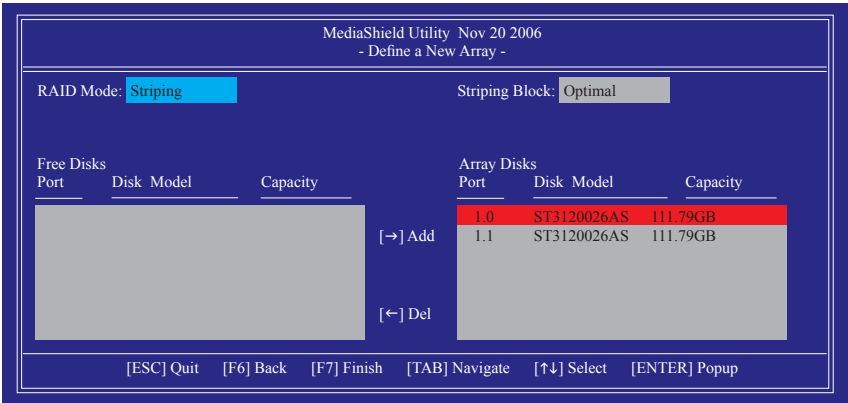 MediaShield Utility Nov 20 2006
- Define a New Array -
RAID Mode: Striping Striping Block: Optimal
Free Disks Array Disks
Port Disk Model Capacity Port Disk Model Capacity
1.0 ST3120026AS 111.79GB
[→] Add 1.1 ST3120026AS 111.79GB
[←] Del
[ESC] Quit [F6] Back [F7] Finish [TAB] Navigate [↑↓] Select [ENTER] Popup